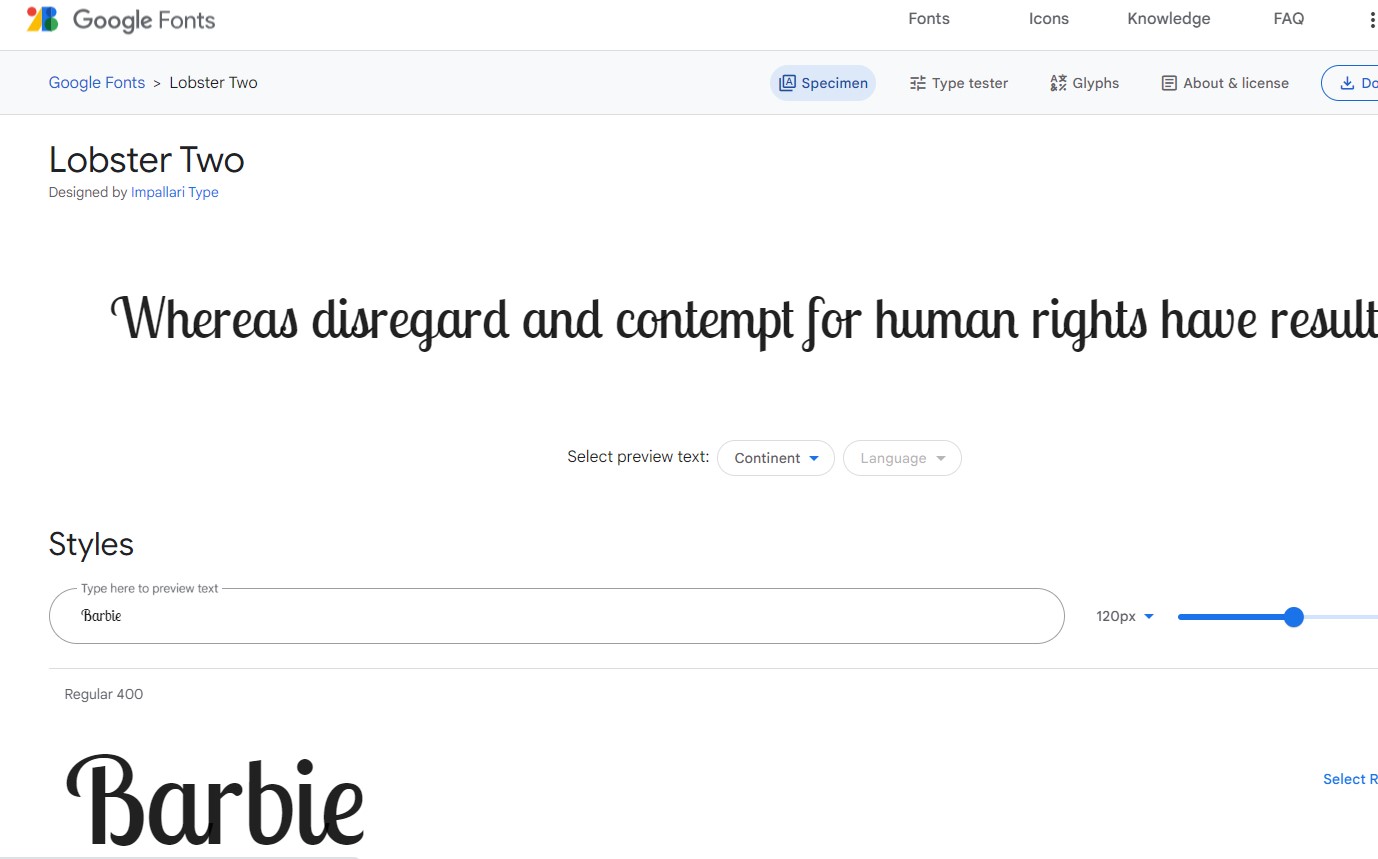 Google Fonts Fonts Icons Knowledge FAQ
Google Fonts > Lobster Two Specimen Type tester Glyphs About & license Do
Lobster Two
Designed by Impallari Type
Whereas disregard and contempt for human rights have result
Select preview text: Continent Language
Styles
Type here to preview text
Barbie 120px
Regular 400
Barbie
Select R